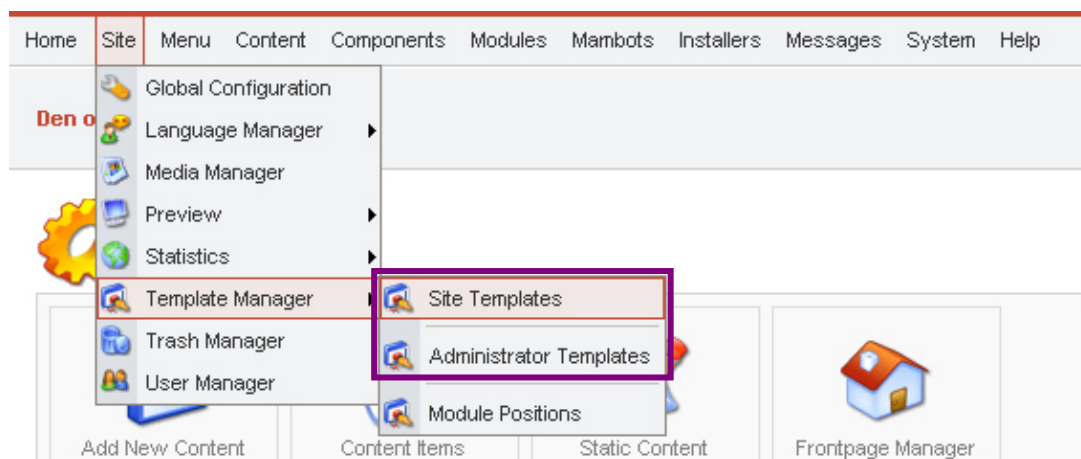 Home Site Menu Content Components Modules Mambots Installers Messages System Help
Global Configuration
Den o
Language Manager
Media Manager
Preview
Statistics
Template Manager Site Templates
Trash Manager
Administrator Templates
User Manager
Module Positions
Add New Content Content Items Static Content Frontpage Manager